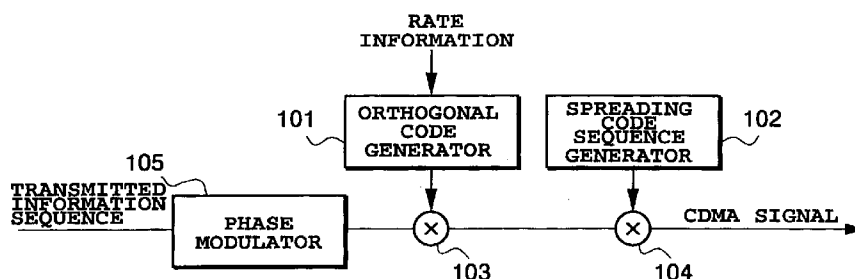 RATE
INFORMATION
101
ORTHOGONAL
CODE
GENERATOR
SPREADING
CODE
SEQUENCE
GENERATOR
102
105
TRANSMITTED
INFORMATION
SEQUENCE
PHASE
MODULATOR
×
103
×
104
CDMA SIGNAL